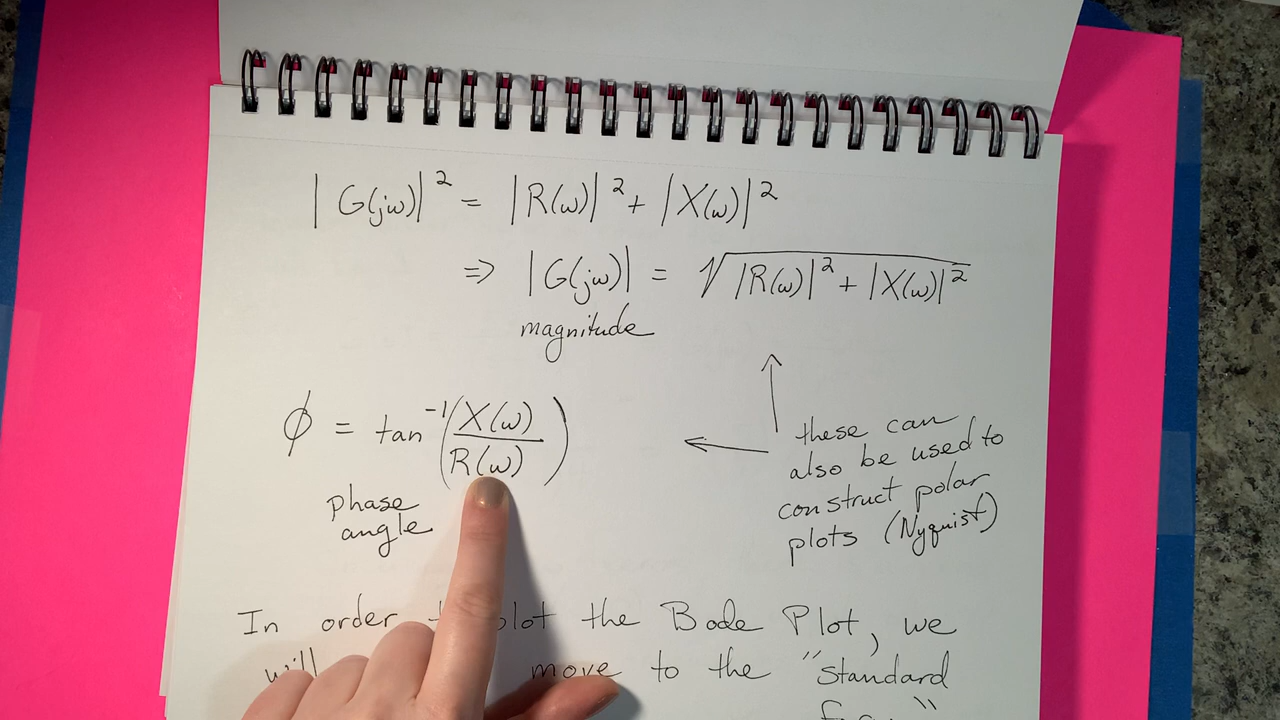 |G(jω)|² = |R(ω)|² + |X(ω)|²
⇒ |G(jω)| = √(|R(ω)|² + |X(ω)|²)
magnitude
ϕ = tan⁻¹(X(ω)/R(ω))
phase
angle
these can
also be used to
construct polar
plots (Nyquist)
In order the Bode Plot, we
will move to the "standard